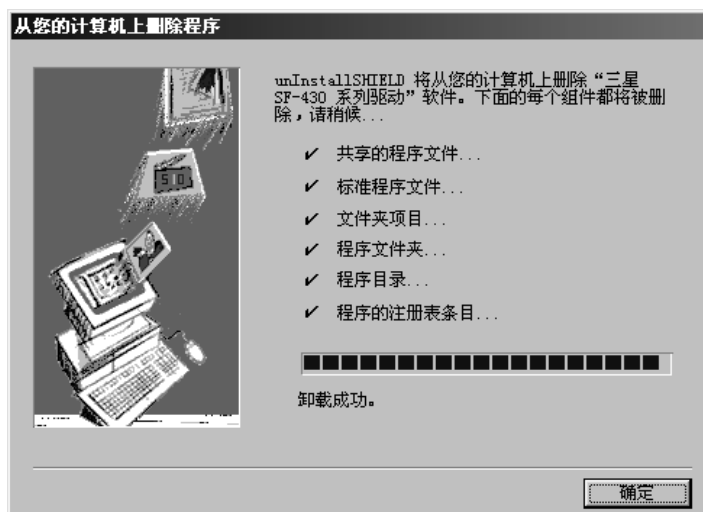 从您的计算机上删除程序
unInstallSHIELD 将从您的计算机上删除“三星
SF-430 系列驱动”软件。下面的每个组件都将被删
除，请稍候...
✔ 共享的程序文件...
✔ 标准程序文件...
✔ 文件夹项目...
✔ 程序文件夹...
✔ 程序目录...
✔ 程序的注册表条目...
卸载成功。
确定